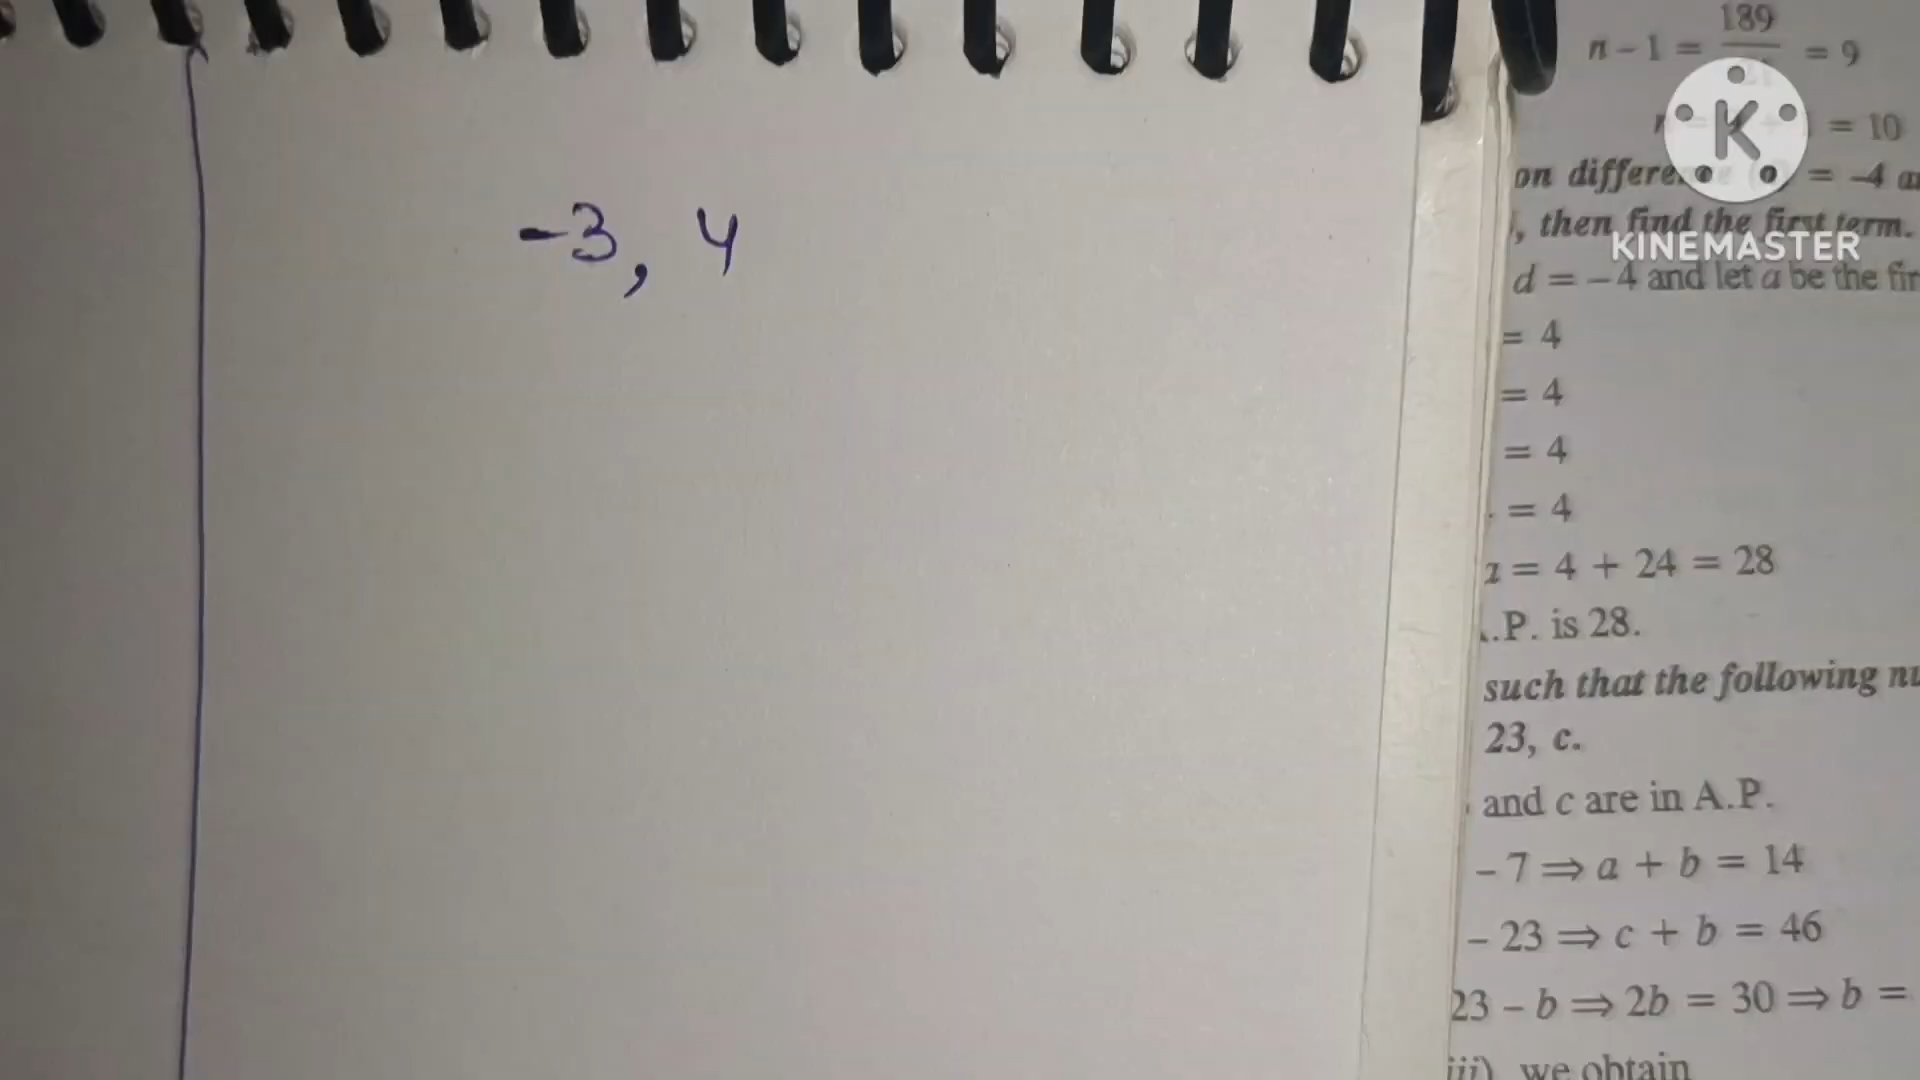 -3, 4
n – 1 = 189 = 9
= 10
on = -4
, then find the first term.
KINEMASTER
d = – 4 and let a be the
= 4
= 4
= 4
= 4
= 4 + 24 = 28
.P. is 28.
such that the following
23, c.
and c are in A.P.
– 7 ⇒ a + b = 14
– 23 ⇒ c + b = 46
23 – b ⇒ 2b = 30 ⇒ b =
iii) we obtain